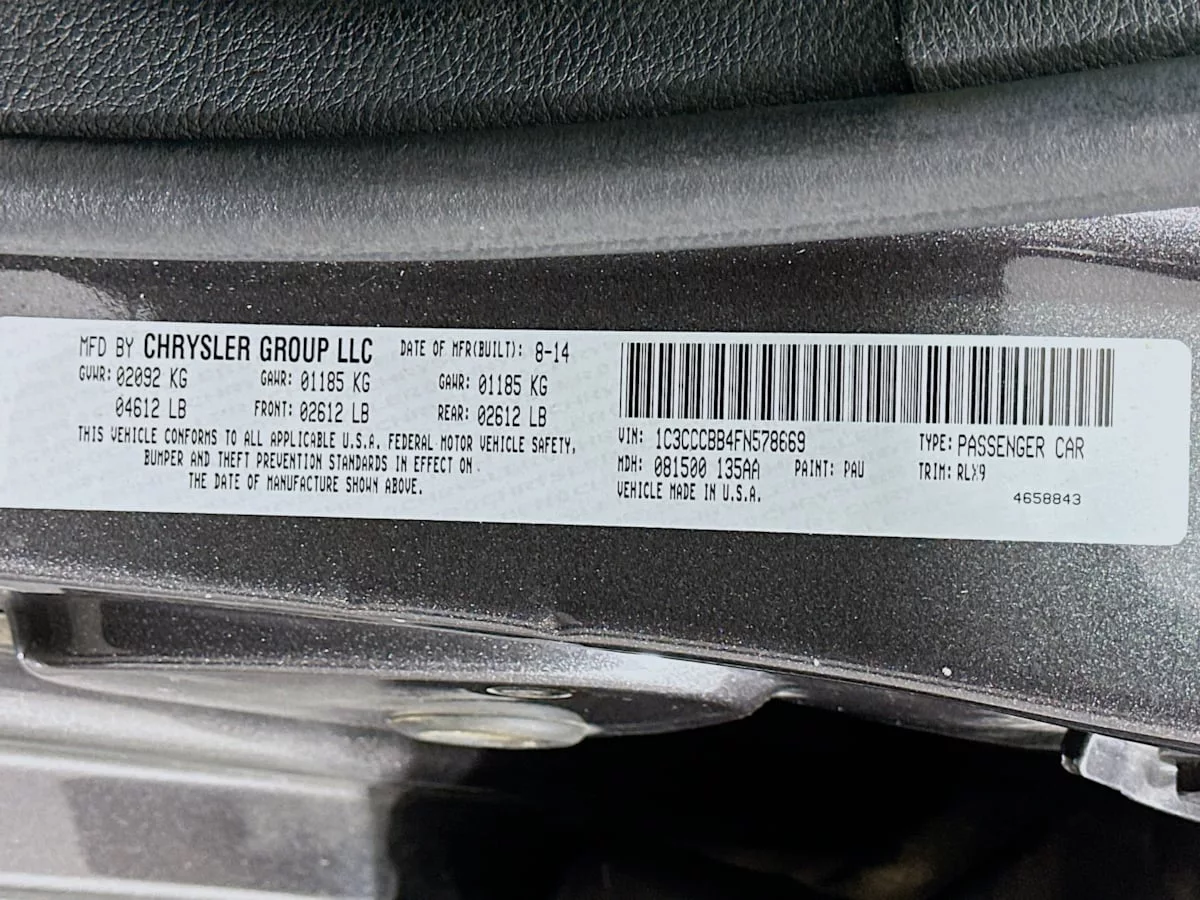 MFD BY CHRYSLER GROUP LLC DATE OF MFR(BUILT): 8-14
GVWR: 02092 KG GAWR: 01185 KG GAWR: 01185 KG
04612 LB FRONT: 02612 LB REAR: 02612 LB
THIS VEHICLE CONFORMS TO ALL APPLICABLE U.S.A. FEDERAL MOTOR VEHICLE SAFETY,
BUMPER AND THEFT PREVENTION STANDARDS IN EFFECT ON
THE DATE OF MANUFACTURE SHOWN ABOVE.
VIN: 1C3CCCBB4FN578669 TYPE: PASSENGER CAR
MDH: 081500 135AA PAINT: PAU TRIM: RLX9
VEHICLE MADE IN U.S.A.
4658843